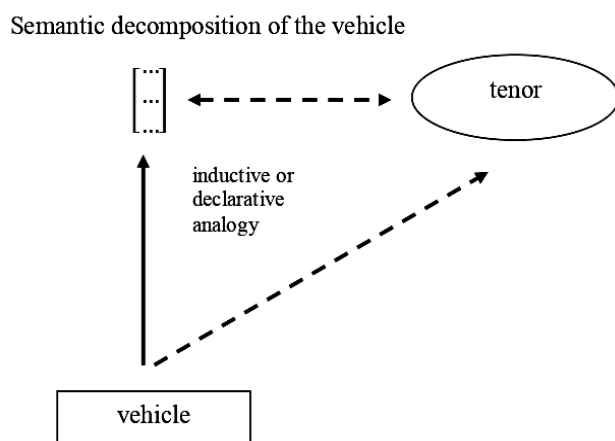 Semantic decomposition of the vehicle
...
...
...
tenor
inductive or
declarative
analogy
vehicle